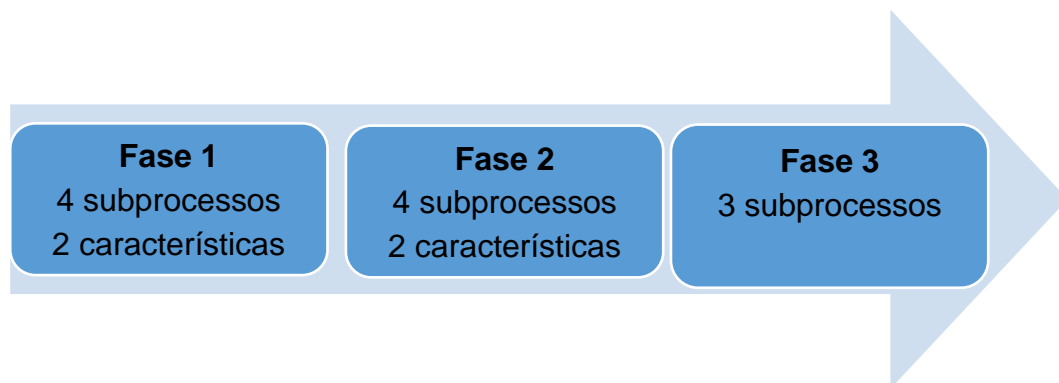 Fase 1
4 subprocessos
2 características
Fase 2
4 subprocessos
2 características
Fase 3
3 subprocessos